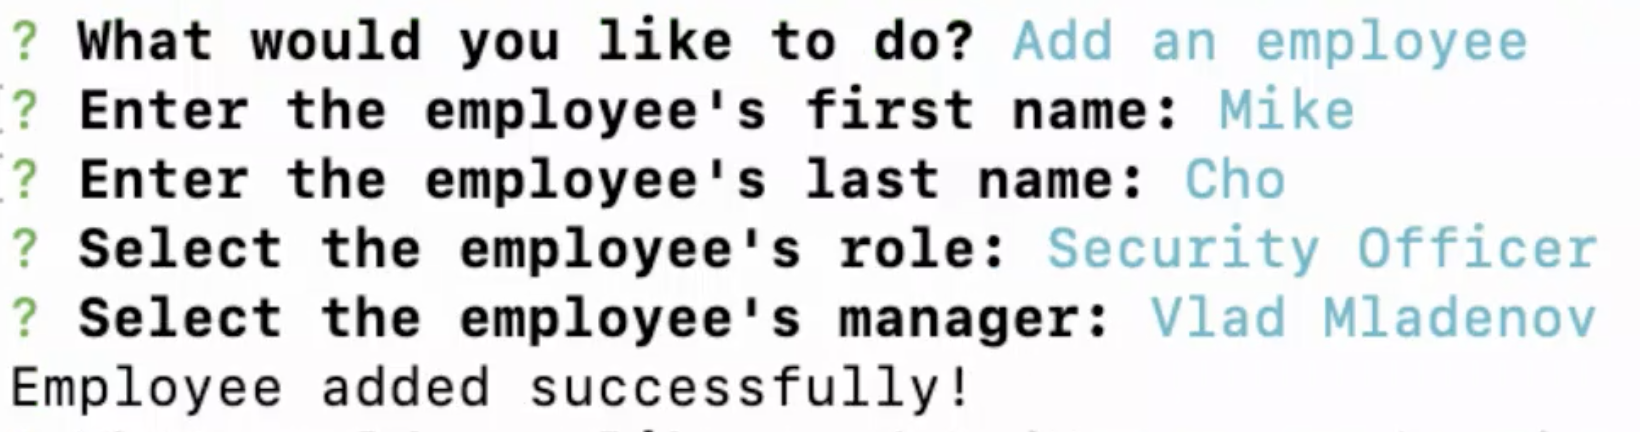 ? What would you like to do? Add an employee
? Enter the employee's first name: Mike
? Enter the employee's last name: Cho
? Select the employee's role: Security Officer
? Select the employee's manager: Vlad Mladenov
Employee added successfully!